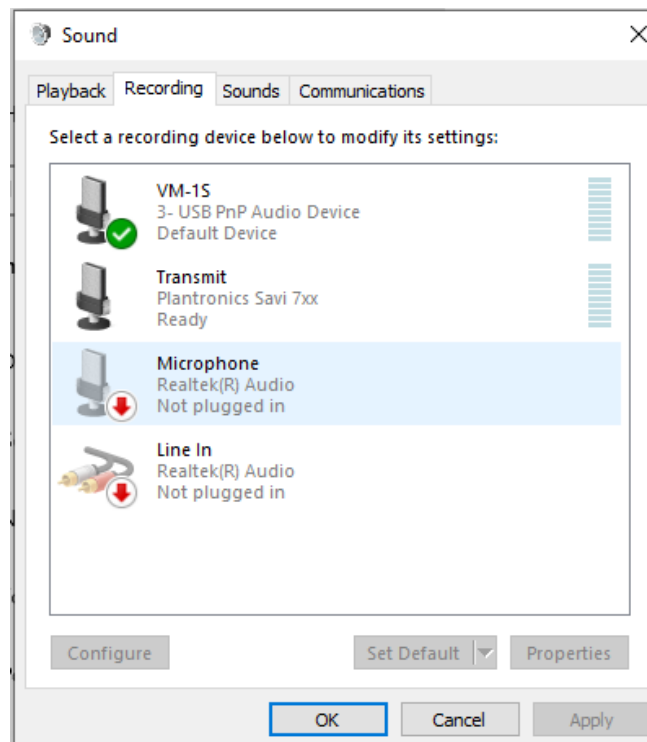 Sound
Playback Recording Sounds Communications
Select a recording device below to modify its settings:
VM-1S
3- USB PnP Audio Device
Default Device
Transmit
Plantronics Savi 7xx
Ready
Microphone
Realtek(R) Audio
Not plugged in
Line In
Realtek(R) Audio
Not plugged in
Configure Set Default Properties
OK Cancel Apply